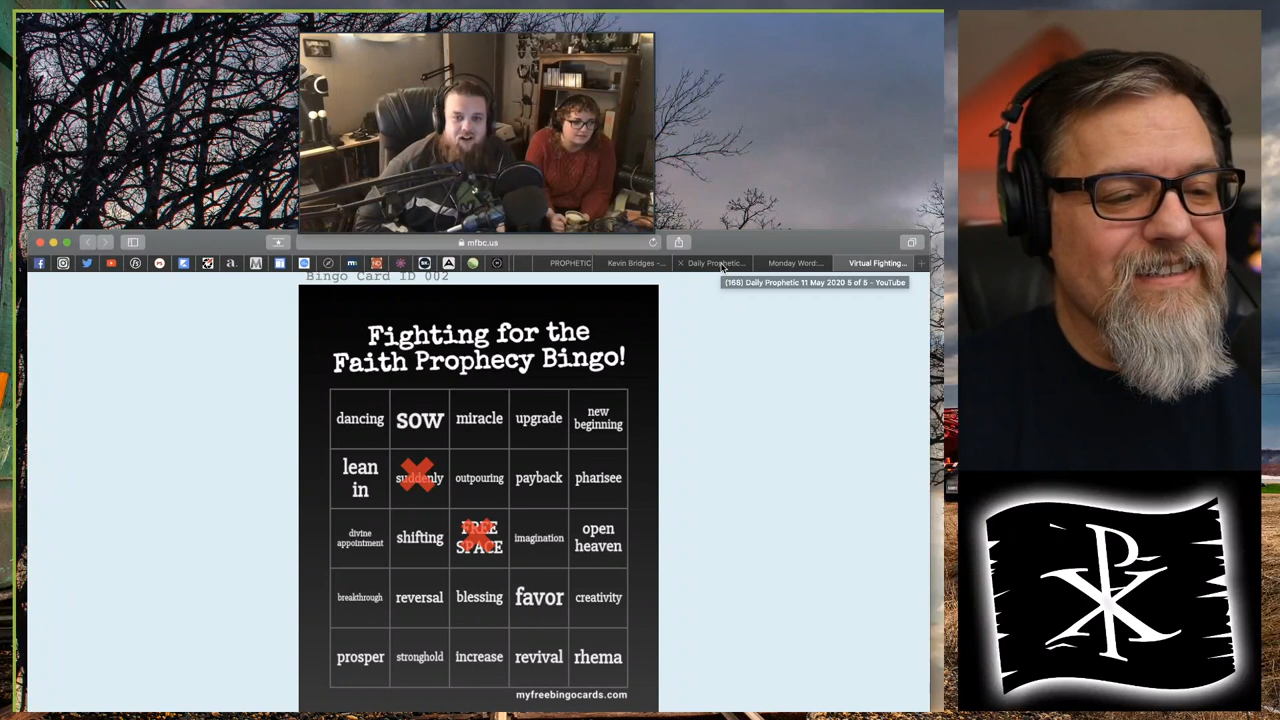 mfbc.us
PROPHETIC
Kevin Bridges -...
Daily Prophetic...
Monday Word:...
Virtual Fighting...
Bingo Card ID 002
(168) Daily Prophetic 11 May 2020 5 of 5 - YouTube
Fighting for the
Faith Prophecy Bingo!
dancing
sow
miracle
upgrade
new
beginning
lean
in
suddenly
outpouring
payback
pharisee
divine
appointment
shifting
FREE
SPACE
imagination
open
heaven
breakthrough
reversal
blessing
favor
creativity
prosper
stronghold
increase
revival
rhema
myfreebingocards.com